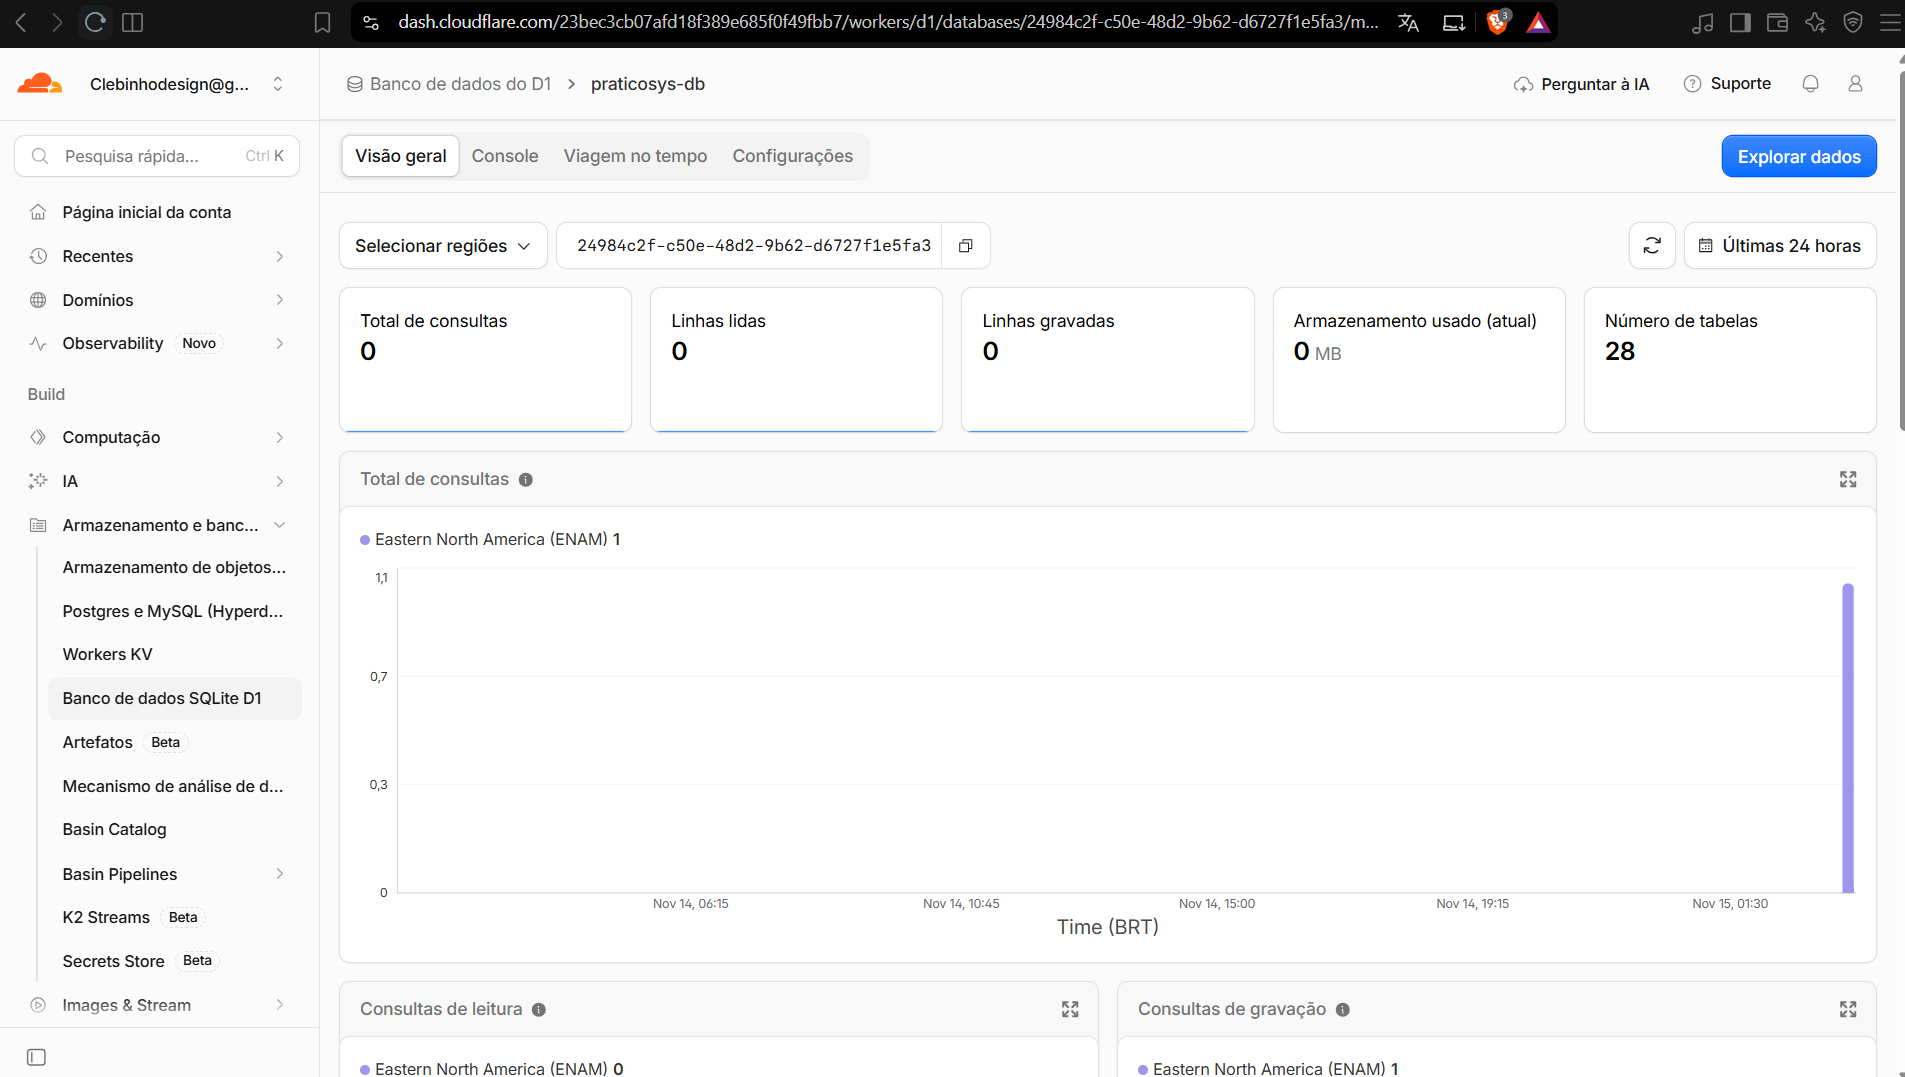 dash.cloudflare.com/23bec3cb07afd18f389e685f0f49fbb7/workers/d1/databases/24984c2f-c50e-48d2-9b62-d6727f1e5fa3/m...
3
Clebinhodesign@g...
Banco de dados do D1
praticosys-db
Perguntar à IA
Suporte
Pesquisa rápida...
Ctrl K
Visão geral
Console
Viagem no tempo
Configurações
Explorar dados
Página inicial da conta
Recentes
Domínios
Observability Novo
Build
Computação
IA
Armazenamento e banc...
Armazenamento de objetos...
Postgres e MySQL (Hyperd...
Workers KV
Banco de dados SQLite D1
Artefatos Beta
Mecanismo de análise de d...
Basin Catalog
Basin Pipelines
K2 Streams Beta
Secrets Store Beta
Images & Stream
Selecionar regiões
24984c2f-c50e-48d2-9b62-d6727f1e5fa3
Últimas 24 horas
Total de consultas
0
Linhas lidas
0
Linhas gravadas
0
Armazenamento usado (atual)
0 MB
Número de tabelas
28
Total de consultas
Eastern North America (ENAM) 1
1,1
0,7
0,3
0
Nov 14, 06:15
Nov 14, 10:45
Nov 14, 15:00
Nov 14, 19:15
Nov 15, 01:30
Time (BRT)
Consultas de leitura
Eastern North America (ENAM) 0
Consultas de gravação
Eastern North America (ENAM) 1